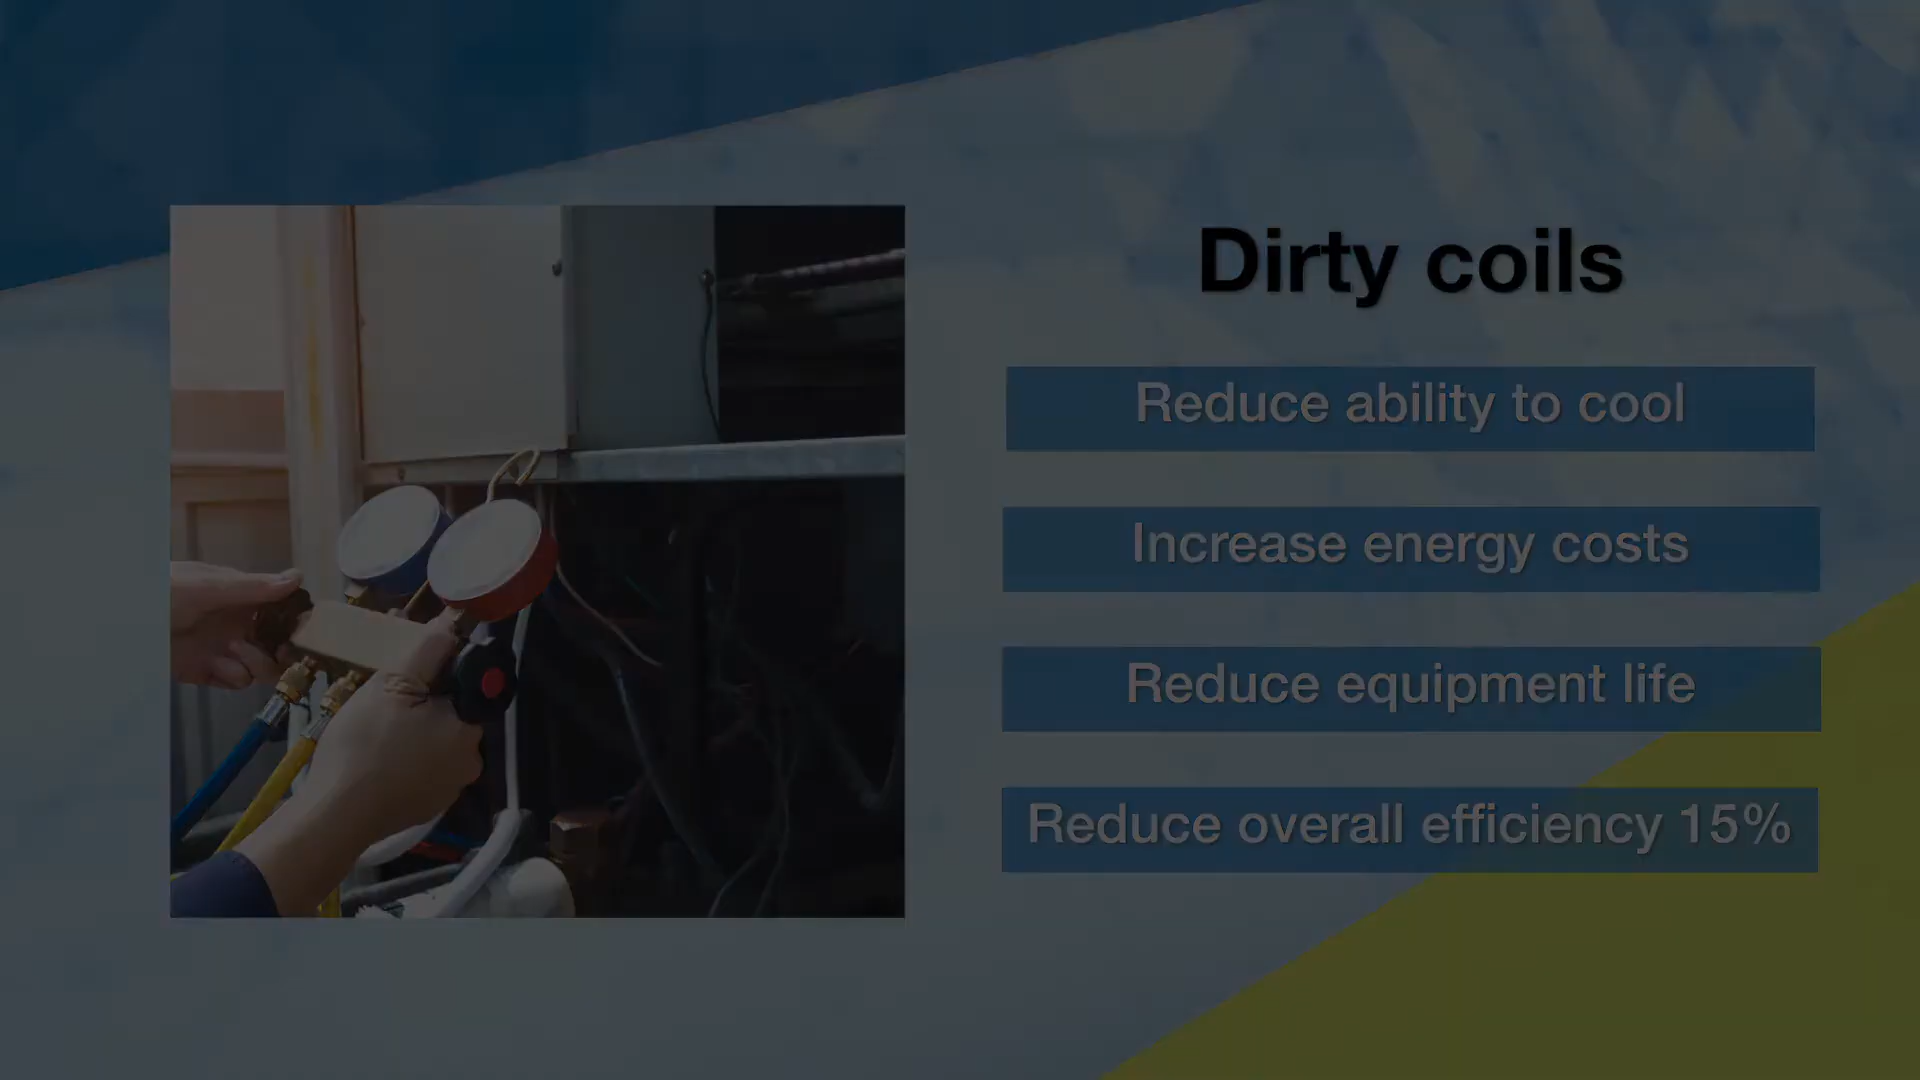 Dirty coils
Reduce ability to cool
Increase energy costs
Reduce equipment life
Reduce overall efficiency 15%